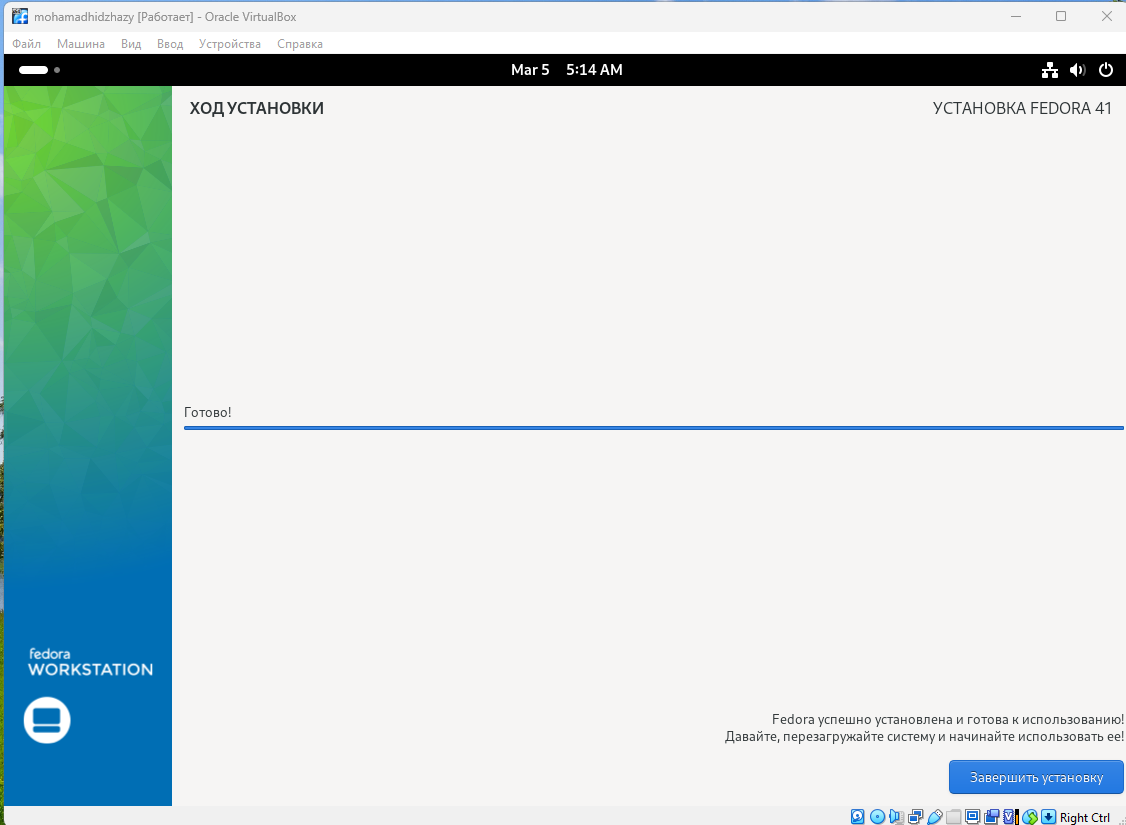 mohamadhidzhazy [Работает] - Oracle VirtualBox
Файл Машина Вид Ввод Устройства Справка
Mar 5 5:14 AM
ХОД УСТАНОВКИ
УСТАНОВКА FEDORA 41
Готово!
fedora
WORKSTATION
Fedora успешно установлена и готова к использованию!
Давайте, перезагружайте систему и начинайте использовать ее!
Завершить установку
Right Ctrl